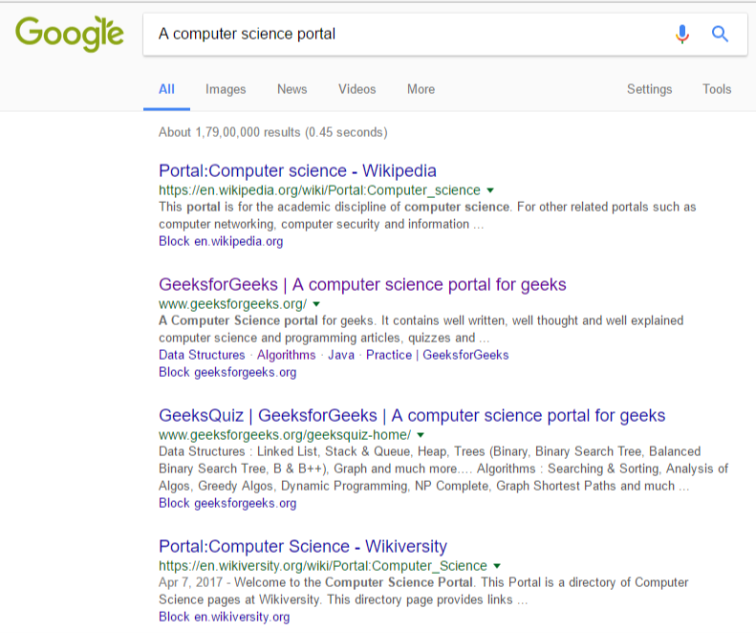 Google A computer science portal
All Images News Videos More Settings Tools
About 1,79,00,000 results (0.45 seconds)
Portal:Computer science - Wikipedia
https://en.wikipedia.org/wiki/Portal:Computer_science
This portal is for the academic discipline of computer science. For other related portals such as
computer networking, computer security and information ...
Block en.wikipedia.org
GeeksforGeeks | A computer science portal for geeks
www.geeksforgeeks.org/
A Computer Science portal for geeks. It contains well written, well thought and well explained
computer science and programming articles, quizzes and ...
Data Structures · Algorithms · Java · Practice | GeeksforGeeks
Block geeksforgeeks.org
GeeksQuiz | GeeksforGeeks | A computer science portal for geeks
www.geeksforgeeks.org/geeksquiz-home/
Data Structures : Linked List, Stack & Queue, Heap, Trees (Binary, Binary Search Tree, Balanced
Binary Search Tree, B & B++), Graph and much more.... Algorithms : Searching & Sorting, Analysis of
Algos, Greedy Algos, Dynamic Programming, NP Complete, Graph Shortest Paths and much ...
Block geeksforgeeks.org
Portal:Computer Science - Wikiversity
https://en.wikiversity.org/wiki/Portal:Computer_Science
Apr 7, 2017 - Welcome to the Computer Science Portal. This Portal is a directory of Computer
Science pages at Wikiversity. This directory page provides links ...
Block en.wikiversity.org